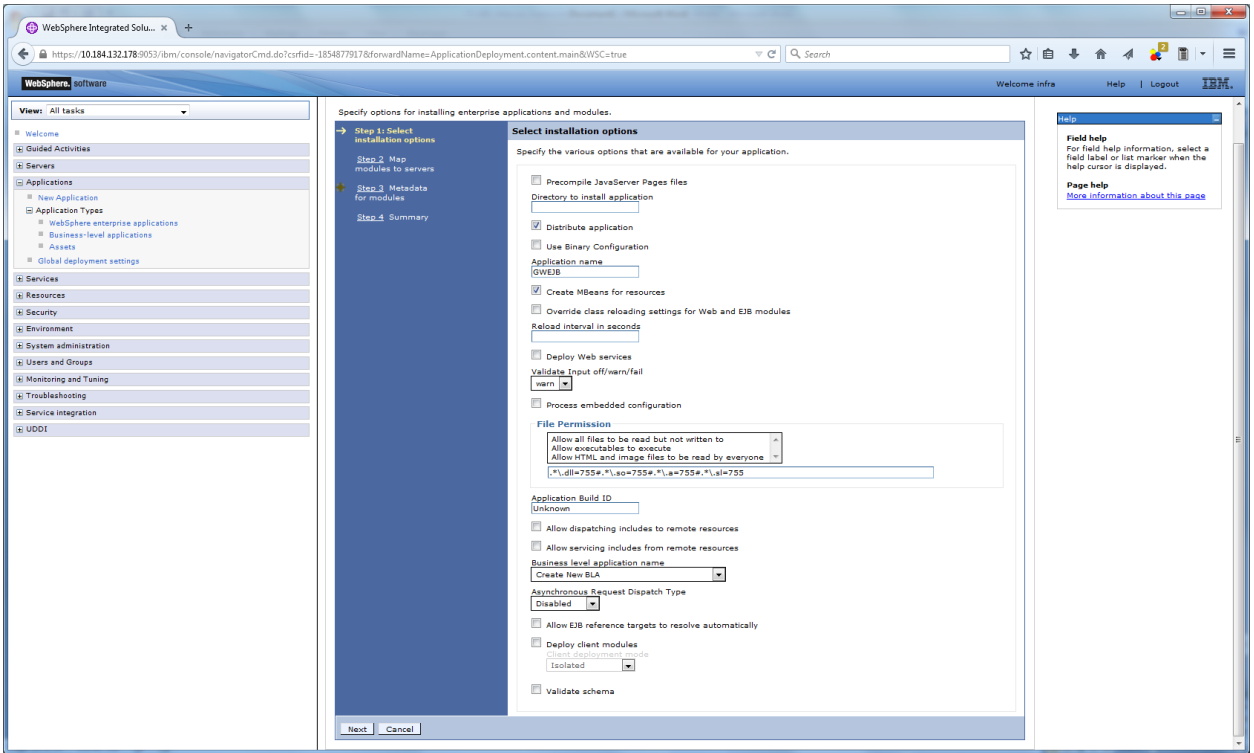 WebSphere Integrated Solu... × +
https://10.184.132.178:9053/ibm/console/navigatorCmd.do?csrfid=-1854877917&forwardName=ApplicationDeployment.content.main&WSC=true
Search
2
WebSphere. software
Welcome infra
Help | Logout
IBM.
View: All tasks
Welcome
Guided Activities
Servers
Applications
New Application
Application Types
WebSphere enterprise applications
Business-level applications
Assets
Global deployment settings
Services
Resources
Security
Environment
System administration
Users and Groups
Monitoring and Tuning
Troubleshooting
Service integration
UDDI
Specify options for installing enterprise applications and modules.
Step 1: Select
installation options
Step 2 Map
modules to servers
Step 3 Metadata
for modules
Step 4 Summary
Select installation options
Specify the various options that are available for your application.
Precompile JavaServer Pages files
Directory to install application
Distribute application
Use Binary Configuration
Application name
GWEJB
Create MBeans for resources
Override class reloading settings for Web and EJB modules
Reload interval in seconds
Deploy Web services
Validate Input off/warn/fail
warn
Process embedded configuration
File Permission
Allow all files to be read but not written to
Allow executables to execute
Allow HTML and image files to be read by everyone
.*\.dll=755#.*\.so=755#.*\.a=755#.*\.sl=755
Application Build ID
Unknown
Allow dispatching includes to remote resources
Allow servicing includes from remote resources
Business level application name
Create New BLA
Asynchronous Request Dispatch Type
Disabled
Allow EJB reference targets to resolve automatically
Deploy client modules
Client deployment mode
Isolated
Validate schema
Next
Cancel
Help
Field help
For field help information, select a
field label or list marker when the
help cursor is displayed.
Page help
More information about this page